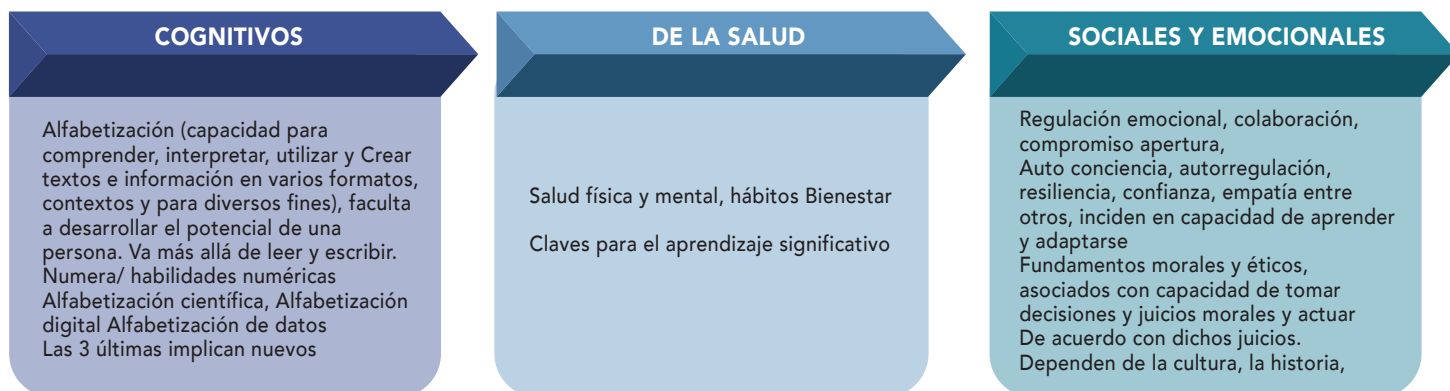 COGNITIVOS
Alfabetización (capacidad para
comprender, interpretar, utilizar y Crear
textos e información en varios formatos,
contextos y para diversos fines), faculta
a desarrollar el potencial de una
persona. Va más allá de leer y escribir.
Numera/ habilidades numéricas
Alfabetización científica, Alfabetización
digital Alfabetización de datos
Las 3 últimas implican nuevos
DE LA SALUD
Salud física y mental, hábitos Bienestar
Claves para el aprendizaje significativo
SOCIALES Y EMOCIONALES
Regulación emocional, colaboración,
compromiso apertura,
Auto conciencia, autorregulación,
resiliencia, confianza, empatía entre
otros, inciden en capacidad de aprender
y adaptarse
Fundamentos morales y éticos,
asociados con capacidad de tomar
decisiones y juicios morales y actuar
De acuerdo con dichos juicios.
Dependen de la cultura, la historia,